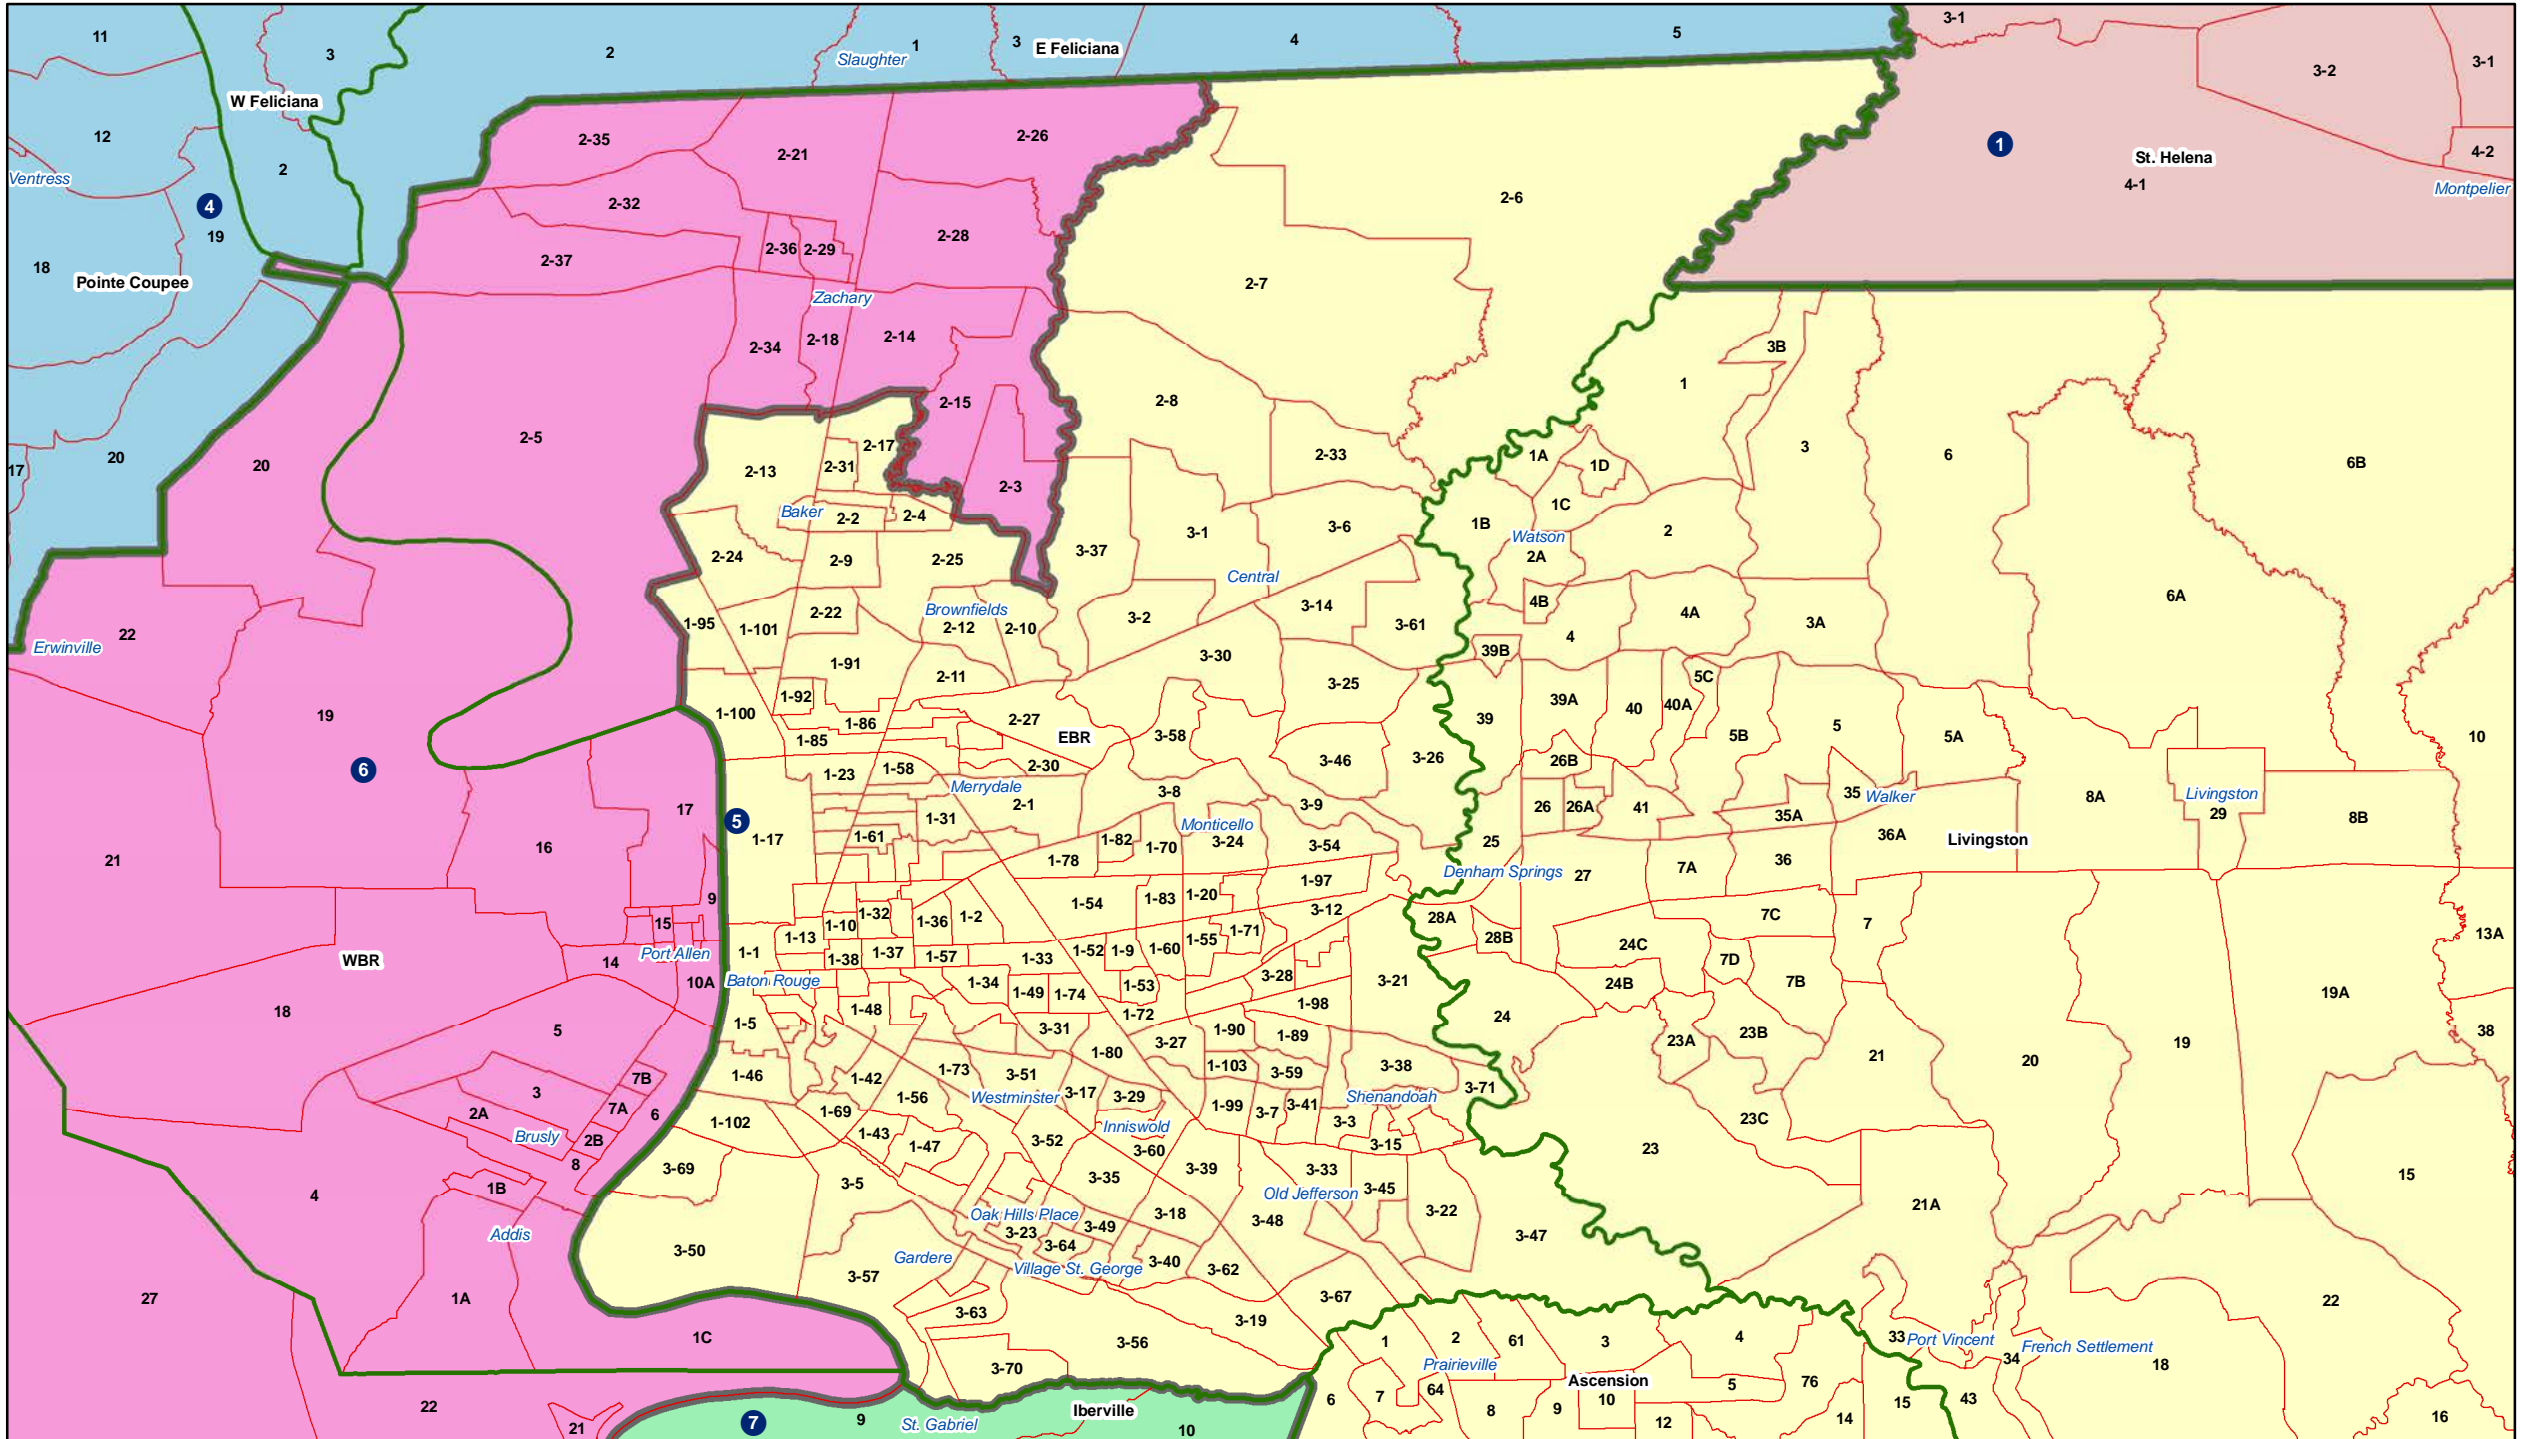 11
3
2
Slaughter
1
3
E Feliciana
4
5
3-1
3-2
3-1
W Feliciana
12
2
2-35
2-21
2-26
1
St. Helena
4-1
4-2
Montpelier
Ventress
4
19
18
Pointe Coupee
2-32
2-37
2-36
2-29
2-28
2-6
2-7
Zachary
2-34
2-18
2-14
2-15
2-8
2-33
3B
1
3
6
6B
17
20
20
2-5
2-13
2-31
2-17
2-3
1A
1D
1C
1B
Baker
2-2
2-4
3-1
3-6
Watson
2A
2
2-24
2-9
2-25
3-37
Central
6A
22
Erwinville
1-95
1-101
2-22
Brownfields
2-12
2-10
3-2
3-14
3-61
4B
4
4A
3A
1-91
2-11
3-30
39B
19
1-100
1-92
1-86
1-85
2-27
EBR
3-58
3-25
39
39A
40
40A
5C
5B
5
5A
10
6
1-23
1-58
2-30
3-46
3-26
26B
Merrydale
2-1
3-8
3-9
26
26A
41
35
Walker
35A
36A
8A
Livingston
29
8B
21
16
17
5
1-17
1-31
1-61
1-78
1-82
1-70
Monticello
3-24
3-54
25
Denham Springs
27
7A
36
Livingston
9
15
1-10
1-32
1-36
1-2
1-54
1-83
1-20
1-97
3-12
28A
28B
7C
7
13A
WBR
14
Port Allen
10A
1-1
1-13
1-38
1-37
1-57
1-33
1-52
1-9
1-60
1-55
1-71
24C
24B
7D
7B
Baton Rouge
1-34
1-49
1-74
1-53
3-28
3-21
19A
18
5
1-5
1-48
3-31
1-72
1-98
24
23A
23B
38
3
7B
7A
2A
Brusly
2B
6
8
1-46
1-42
1-73
3-51
1-80
3-27
1-90
1-89
1-103
3-59
3-38
3-71
21
20
19
1-102
1-69
1-56
Westminster
3-17
3-29
1-99
3-7
3-41
Shenandoah
3-3
3-15
23C
23
1-43
1-47
3-52
Inniswold
3-60
3-69
3-5
3-35
3-39
3-33
3-45
15
4
1B
Addis
3-50
Oak Hills Place
3-23
3-49
3-18
Old Jefferson
3-48
3-22
3-47
21A
3-57
Gardere
3-64
Village St. George
3-40
3-62
27
1A
1C
3-63
3-56
3-19
3-67
22
3-70
1
2
61
3
4
33
Port Vincent
French Settlement
34
18
Prairieville
22
21
7
9
St. Gabriel
Iberville
10
6
7
64
8
9
Ascension
10
12
5
76
14
15
43
16